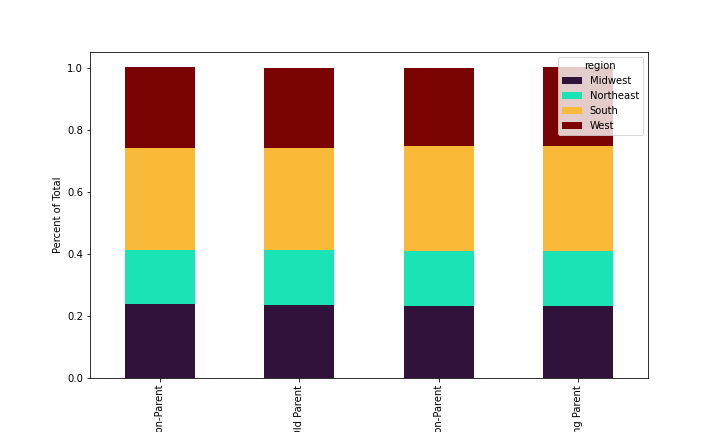 region
Midwest
Northeast
South
West
Percent of Total
1.0
0.8
0.6
0.4
0.2
0.0
on-Parent
Old Parent
on-Parent
ng Parent